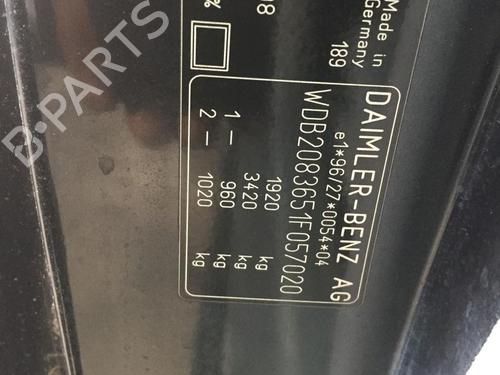 DAIMLER-BENZ AG
e1*96/27*0054*04
WDB2083651F057020
1920 kg
3420 kg
1 - 960 kg
2 - 1020 kg
Made in
Germany
189
98
%
B-PARTS